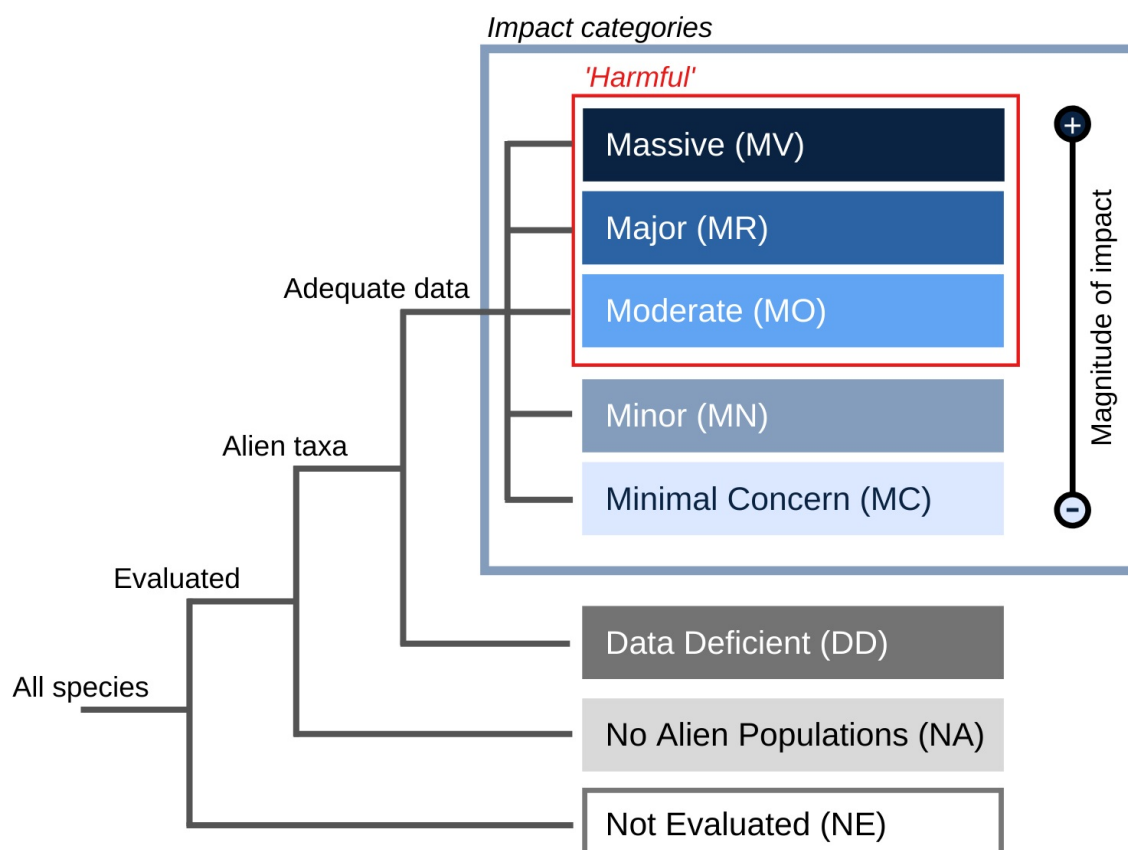 Impact categories
'Harmful'
Massive (MV)
+
Major (MR)
Adequate data
Moderate (MO)
Magnitude of impact
Alien taxa
Minor (MN)
Minimal Concern (MC)
-
Evaluated
Data Deficient (DD)
All species
No Alien Populations (NA)
Not Evaluated (NE)